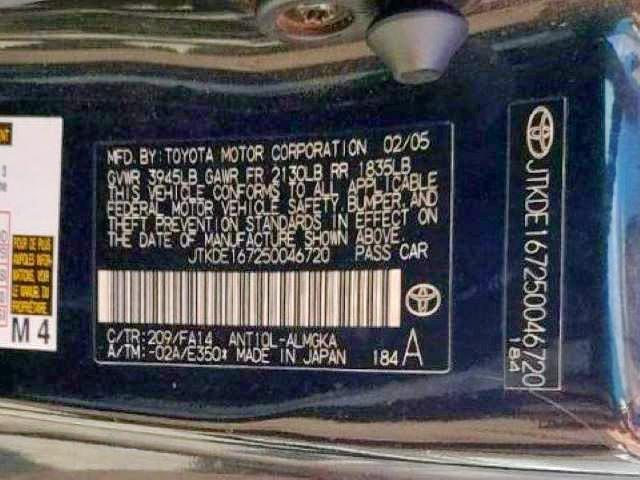 MFD. BY: TOYOTA MOTOR CORPORATION 02/05
GVWR 3945LB GAWR FR 2130LB RR 1835LB
THIS VEHICLE CONFORMS TO ALL APPLICABLE
FEDERAL MOTOR VEHICLE SAFETY, BUMPER, AND
THEFT PREVENTION STANDARDS IN EFFECT ON
THE DATE OF MANUFACTURE SHOWN ABOVE.
JTKDE167250046720 PASS CAR
C/TR: 209/FA14 ANT10L-ALMGKA
A/TM: -02A/E350* MADE IN JAPAN 184 A
JTKDE167250046720
184
M 4